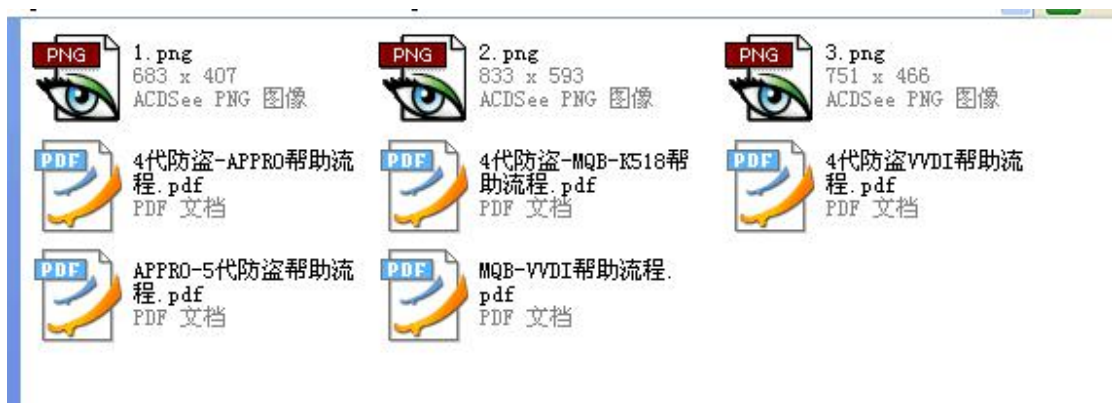 PNG
1.png
683 x 407
ACDSee PNG 图像
PNG
2.png
833 x 593
ACDSee PNG 图像
PNG
3.png
751 x 466
ACDSee PNG 图像
PDF
4代防盗-APPRO帮助流
程.pdf
PDF 文档
PDF
4代防盗-MQB-K518帮
助流程.pdf
PDF 文档
PDF
4代防盗VVDI帮助流
程.pdf
PDF 文档
PDF
APPRO-5代防盗帮助流
程.pdf
PDF 文档
PDF
MQB-VVDI帮助流程.
pdf
PDF 文档